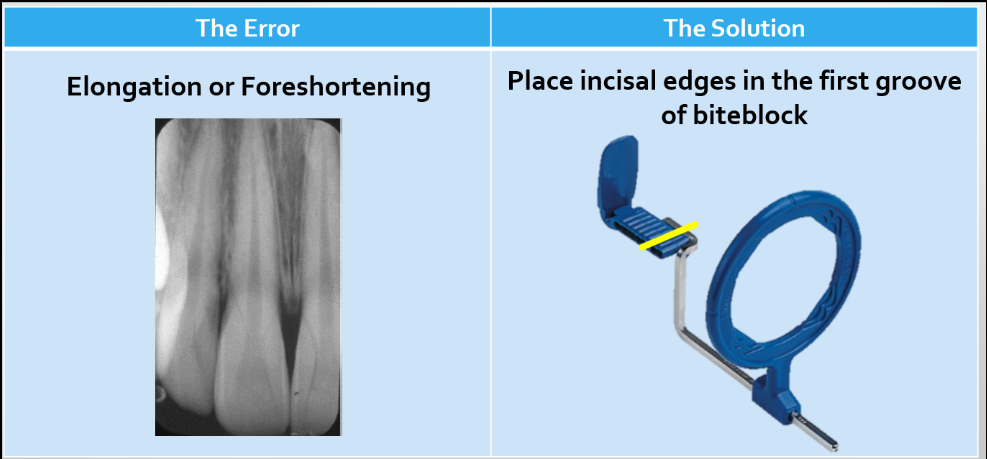 The Error
The Solution
Elongation or Foreshortening
Place incisal edges in the first groove
of biteblock